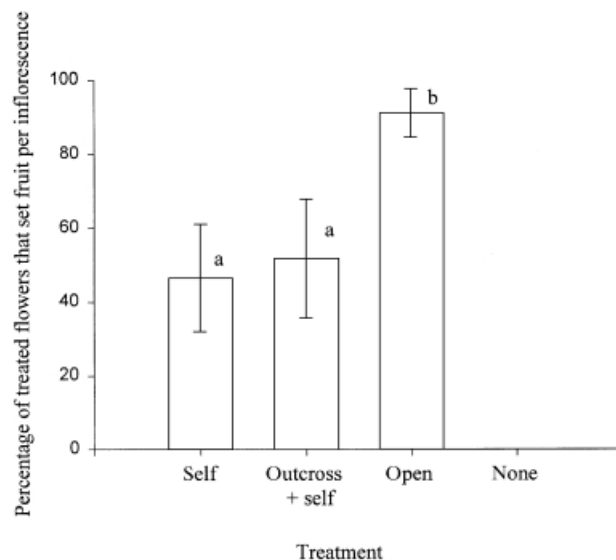 Percentage of treated flowers that set fruit per inflorescence
100
80
60
40
20
0
a
a
b
Self
Outcross
+ self
Open
None
Treatment